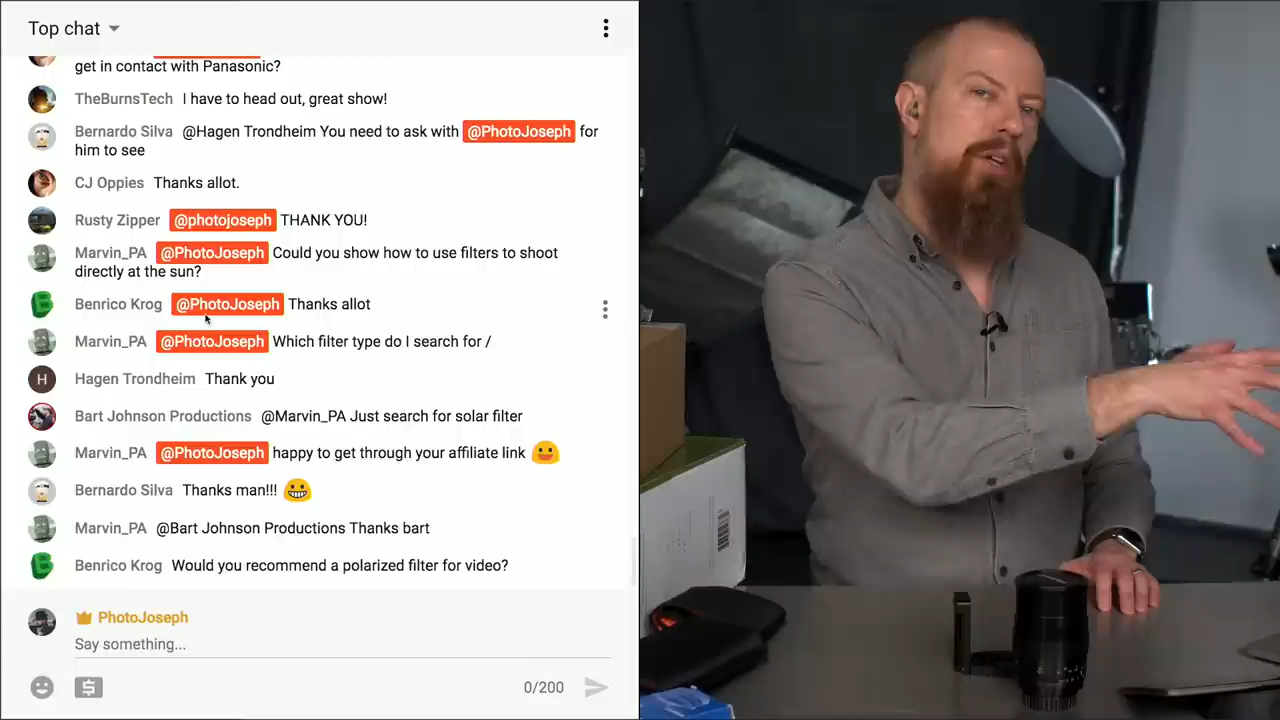 Top chat
get in contact with Panasonic?
TheBurnsTech I have to head out, great show!
Bernardo Silva @Hagen Trondheim You need to ask with @PhotoJoseph for
him to see
CJ Oppies Thanks allot.
Rusty Zipper @photojoseph THANK YOU!
Marvin_PA @PhotoJoseph Could you show how to use filters to shoot
directly at the sun?
Benrico Krog @PhotoJoseph Thanks allot
Marvin_PA @PhotoJoseph Which filter type do I search for /
H Hagen Trondheim Thank you
Bart Johnson Productions @Marvin_PA Just search for solar filter
Marvin_PA @PhotoJoseph happy to get through your affiliate link
Bernardo Silva Thanks man!!!
Marvin_PA @Bart Johnson Productions Thanks bart
Benrico Krog Would you recommend a polarized filter for video?
PhotoJoseph
Say something...
0/200